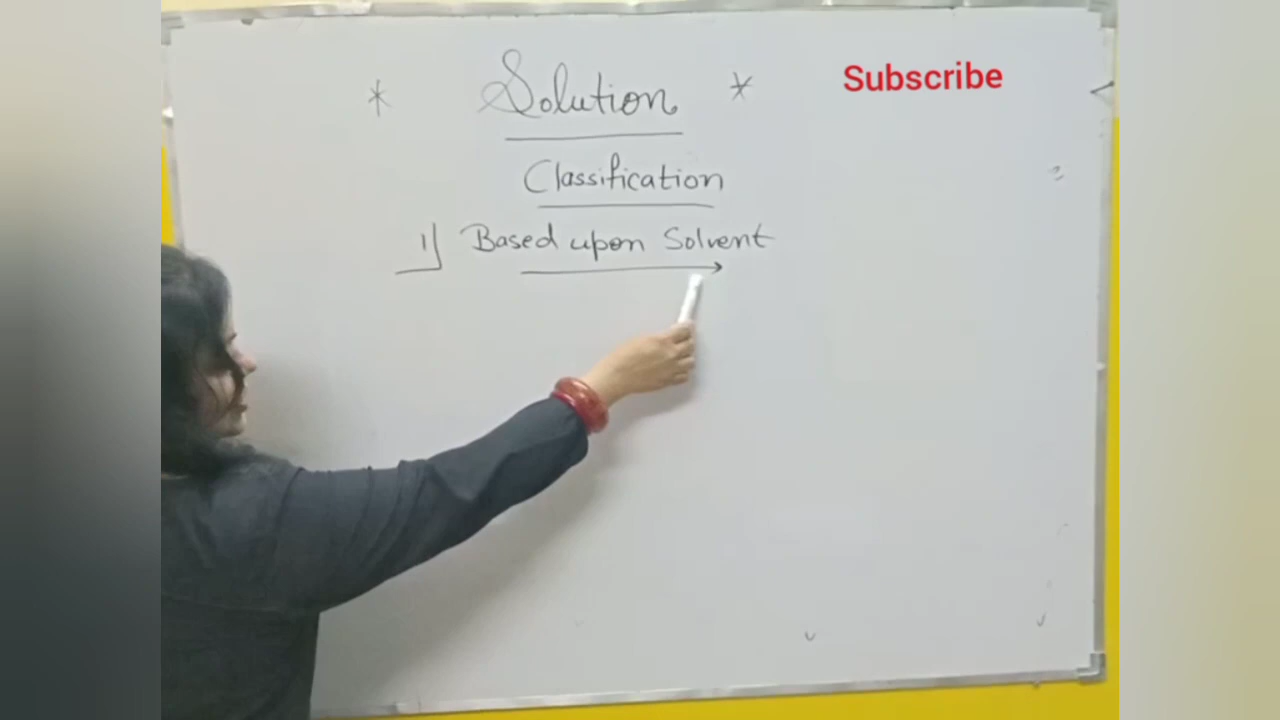 * Solution *
Subscribe
Classification
1) Based upon Solvent